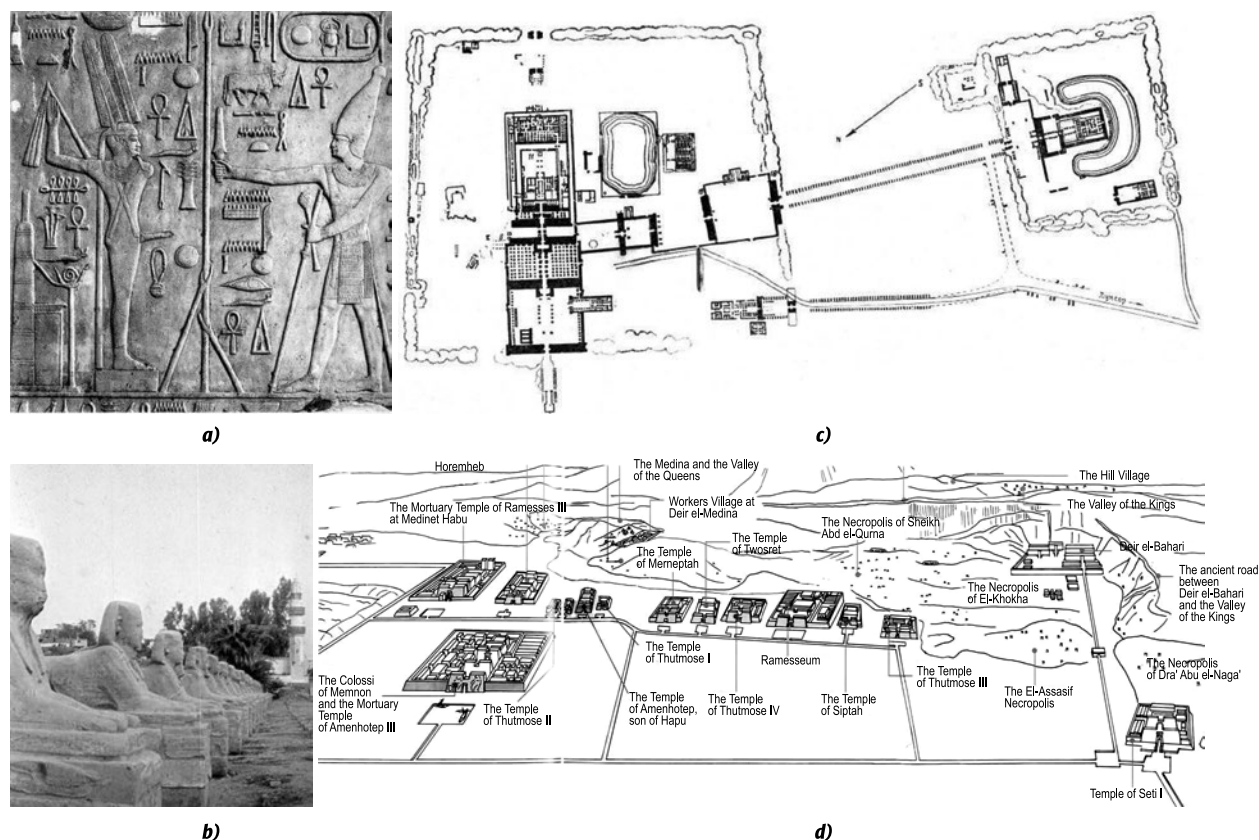 a)
S
N
c)
Horemheb
The Mortuary Temple of Ramesses III
at Medinet Habu
The Medina and the Valley
of the Queens
Workers Village at
Deir el-Medina
The Temple
of Merneptah
The Temple
of Twosret
The Necropolis of Sheikh
Abd el-Qurna
The Hill Village
The Valley of the Kings
Deir el-Bahari
The Necropolis
of El-Khokha
The ancient road
between
Deir el-Bahari
and the Valley
of the Kings
The Colossi
of Memnon
and the Mortuary
Temple
of Amenhotep III
The Temple
of Thutmose II
The Temple
of Thutmose I
The Temple
of Amenhotep,
son of Hapu
The Temple
of Thutmose IV
Ramesseum
The Temple
of Siptah
The Temple
of Thutmose III
The El-Assasif
Necropolis
The Necropolis
of Dra' Abu el-Naga'
Temple of Seti I
b)
d)